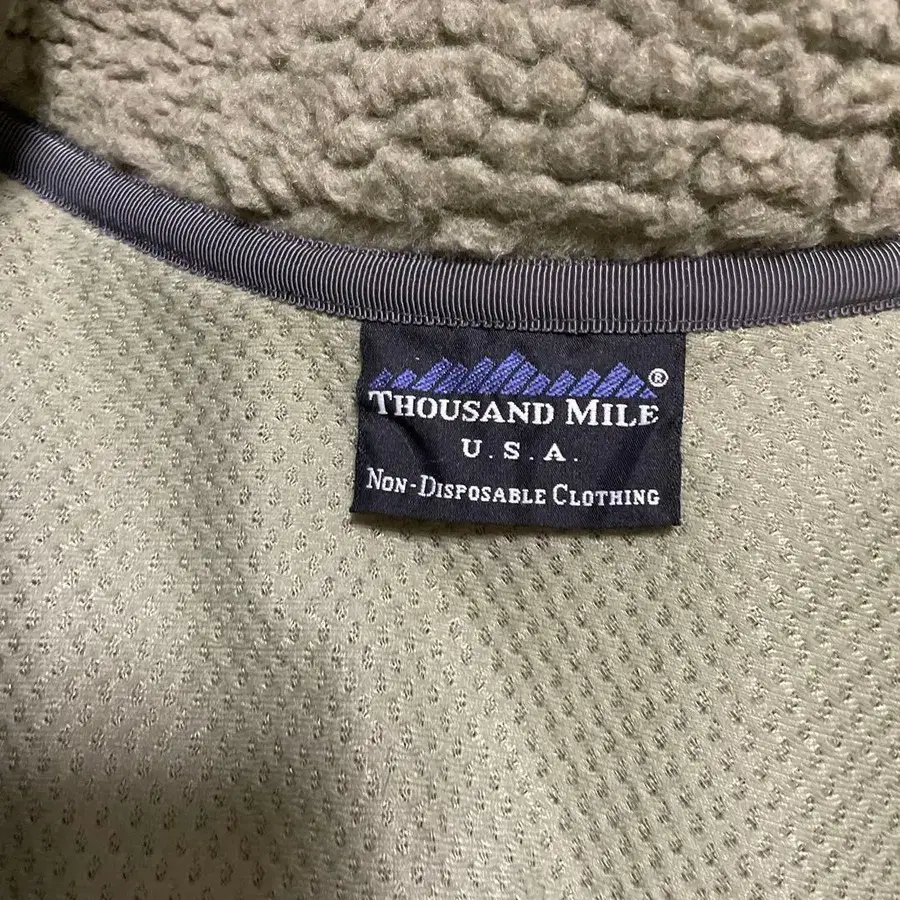 ®
THOUSAND MILE
U.S.A.
NON-DISPOSABLE CLOTHING